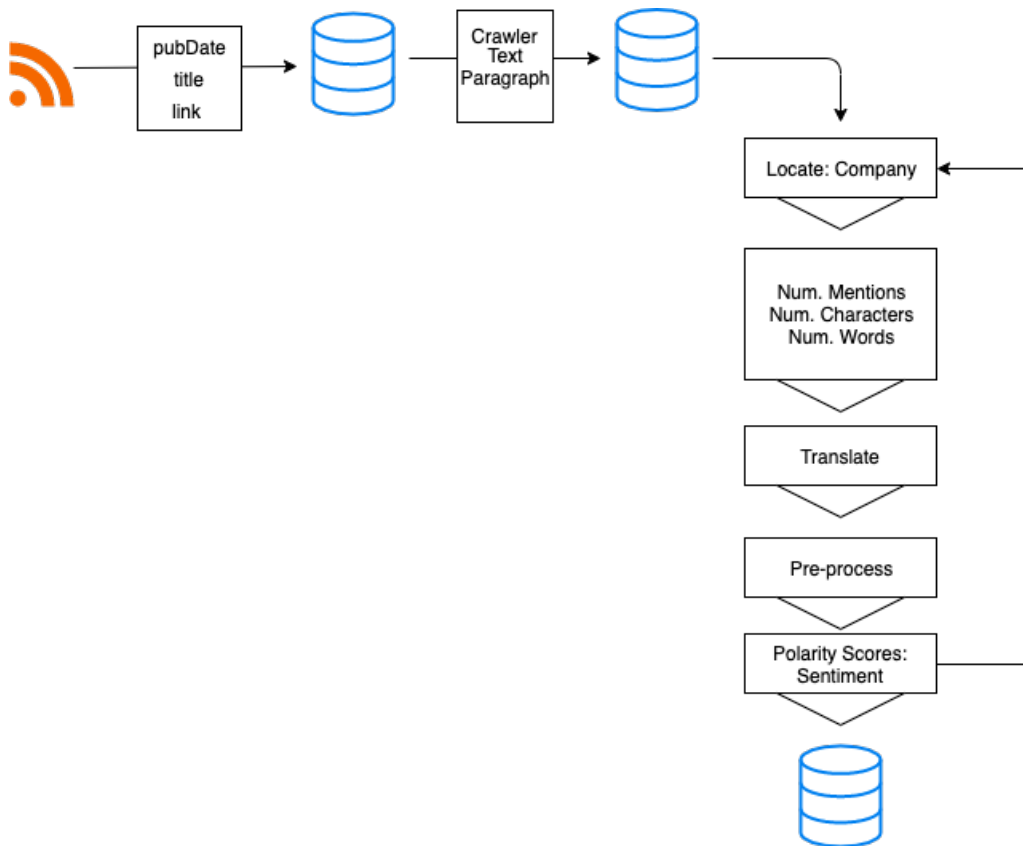 pubDate
title
link
Crawler
Text
Paragraph
Locate: Company
Num. Mentions
Num. Characters
Num. Words
Translate
Pre-process
Polarity Scores:
Sentiment